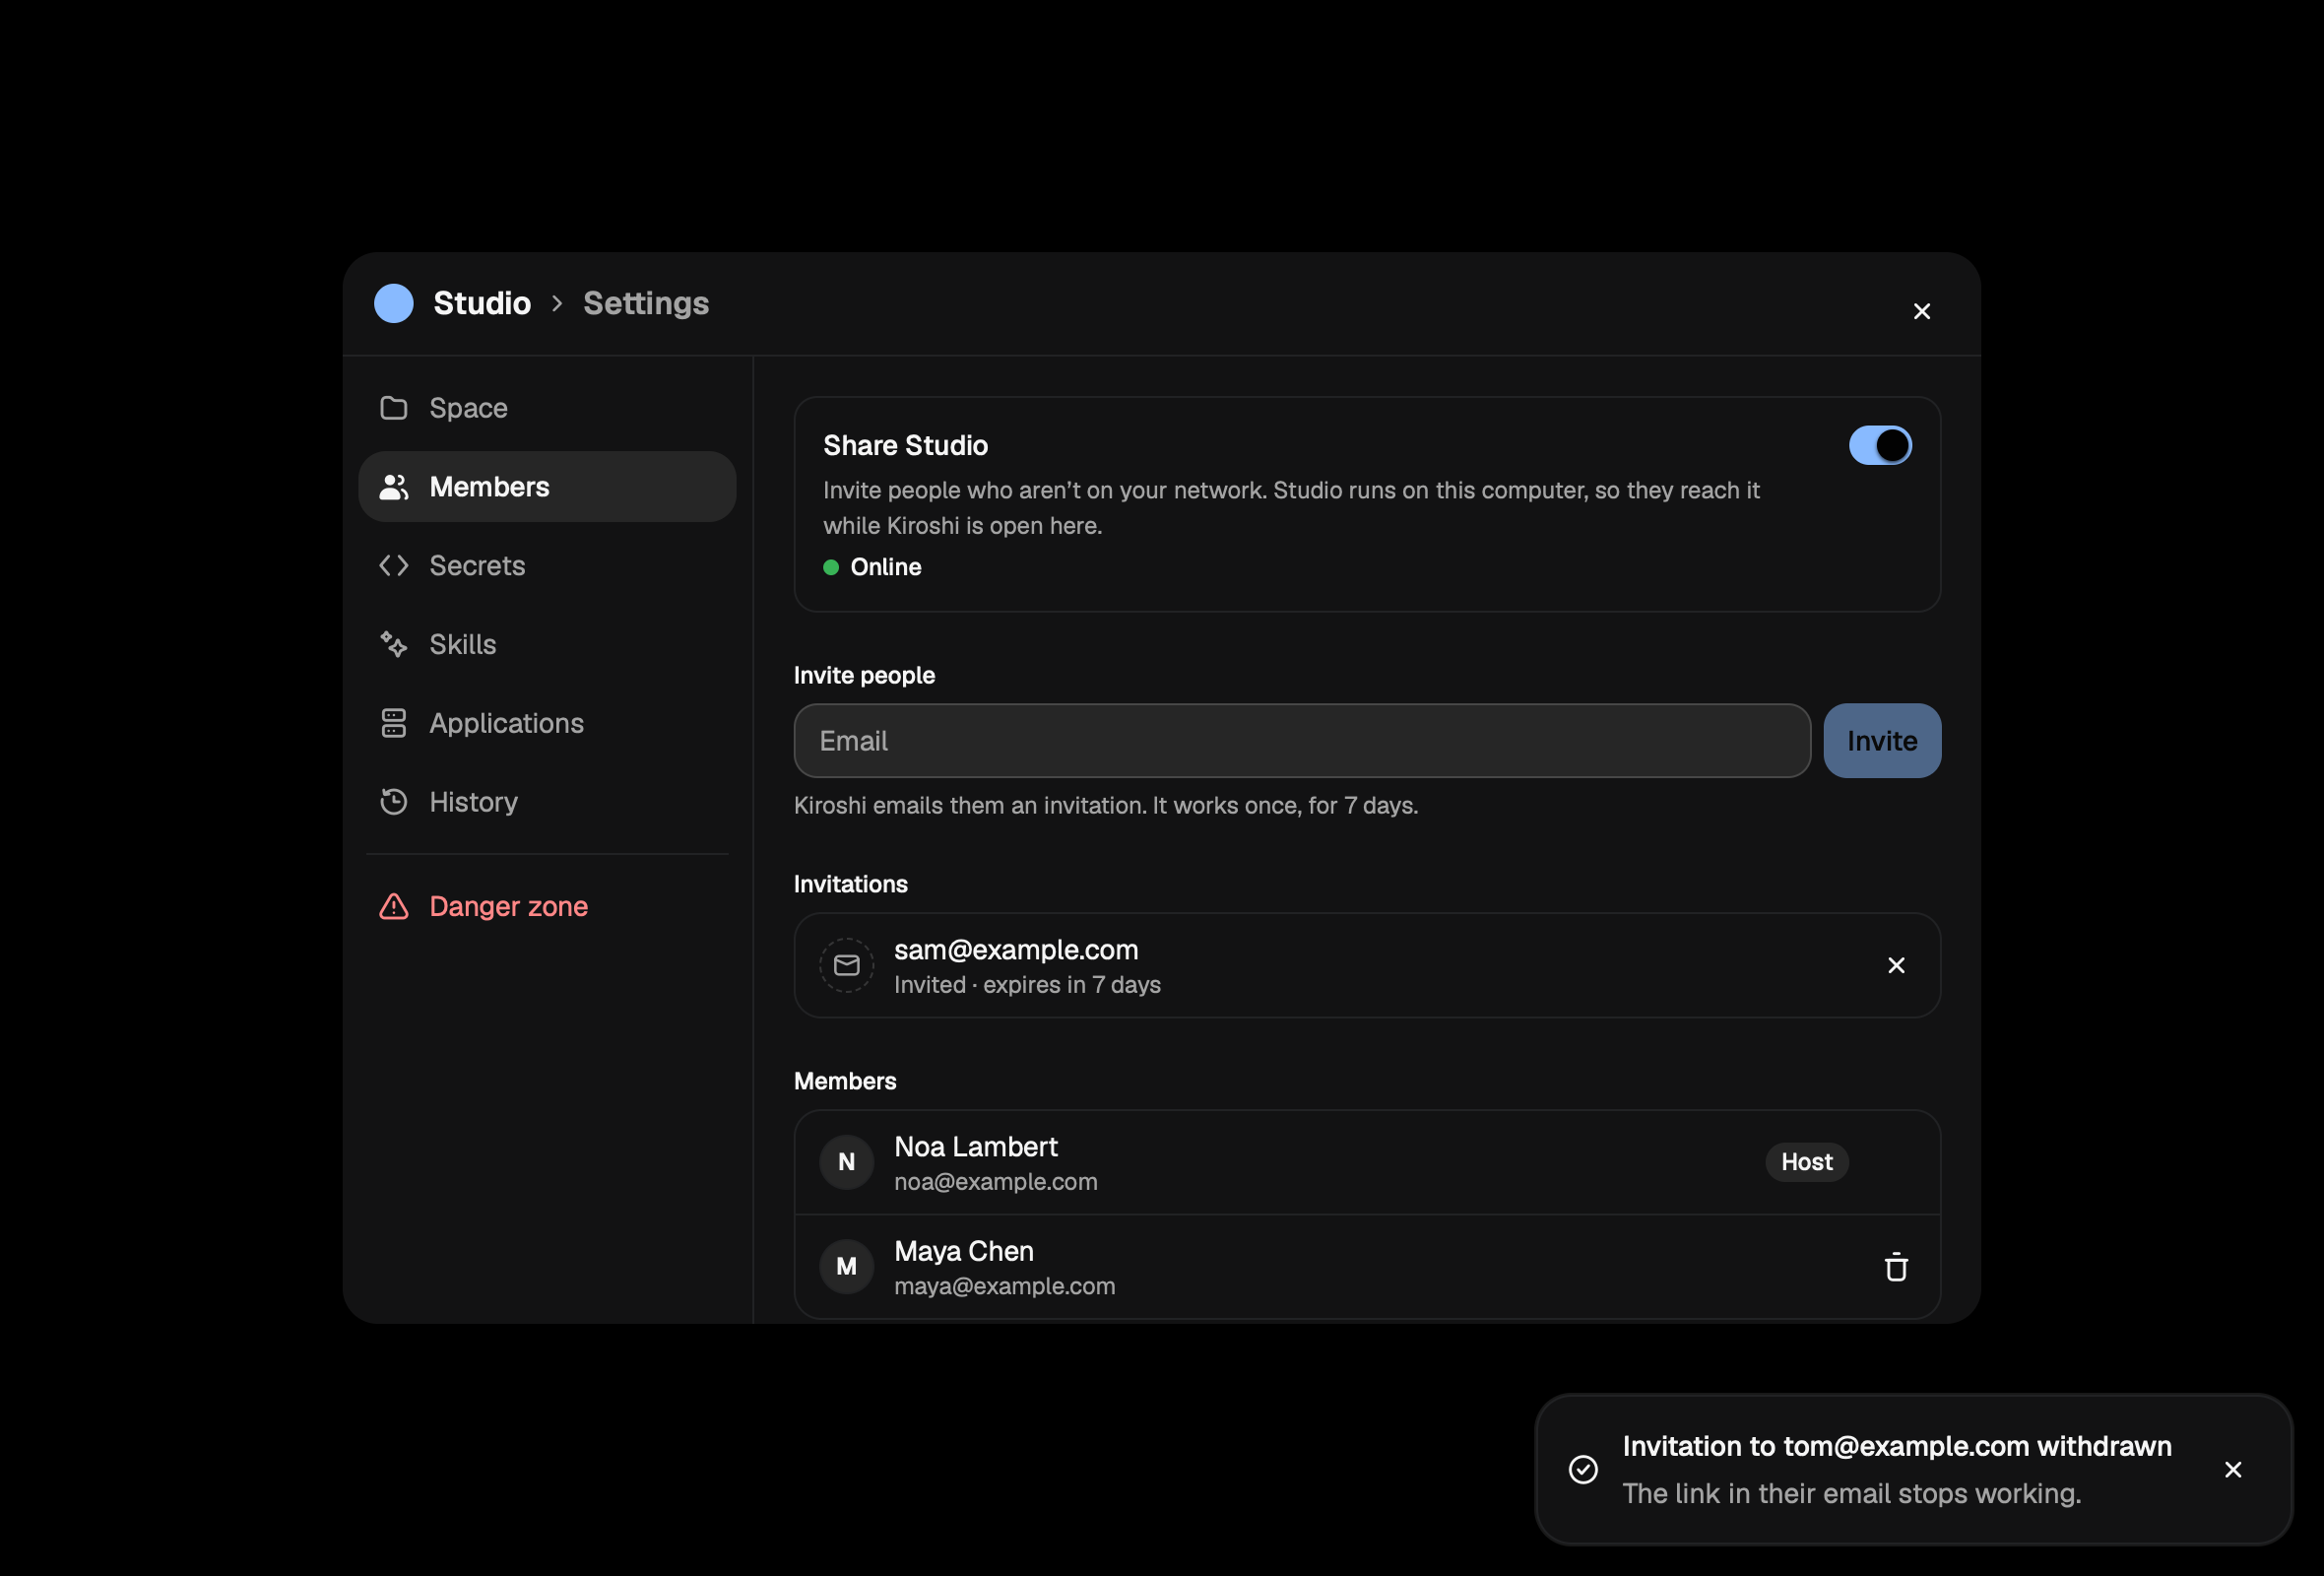 Studio > Settings
Space
Members
Secrets
Skills
Applications
History
Danger zone
Share Studio
Invite people who aren’t on your network. Studio runs on this computer, so they reach it
while Kiroshi is open here.
Online
Invite people
Email
Invite
Kiroshi emails them an invitation. It works once, for 7 days.
Invitations
sam@example.com
Invited · expires in 7 days
Members
N
Noa Lambert
noa@example.com
Host
M
Maya Chen
maya@example.com
Invitation to tom@example.com withdrawn
The link in their email stops working.